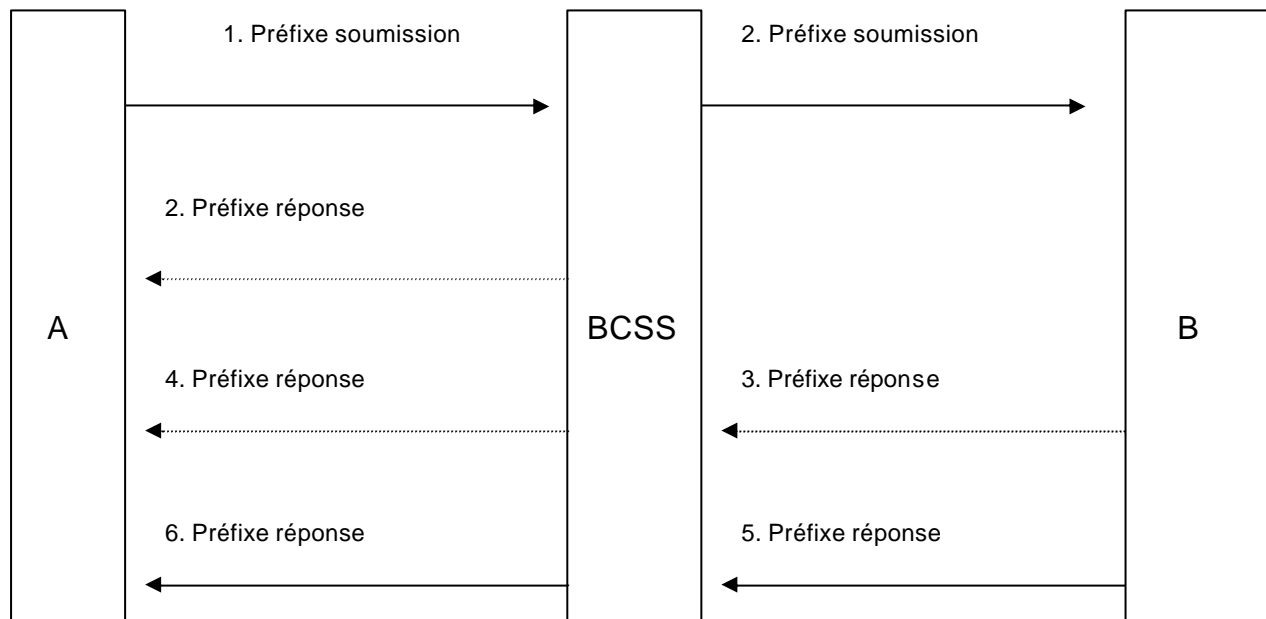 1. Préfixe soumission
2. Préfixe soumission
2. Préfixe réponse
A
BCSS
B
4. Préfixe réponse
3. Préfixe réponse
6. Préfixe réponse
5. Préfixe réponse